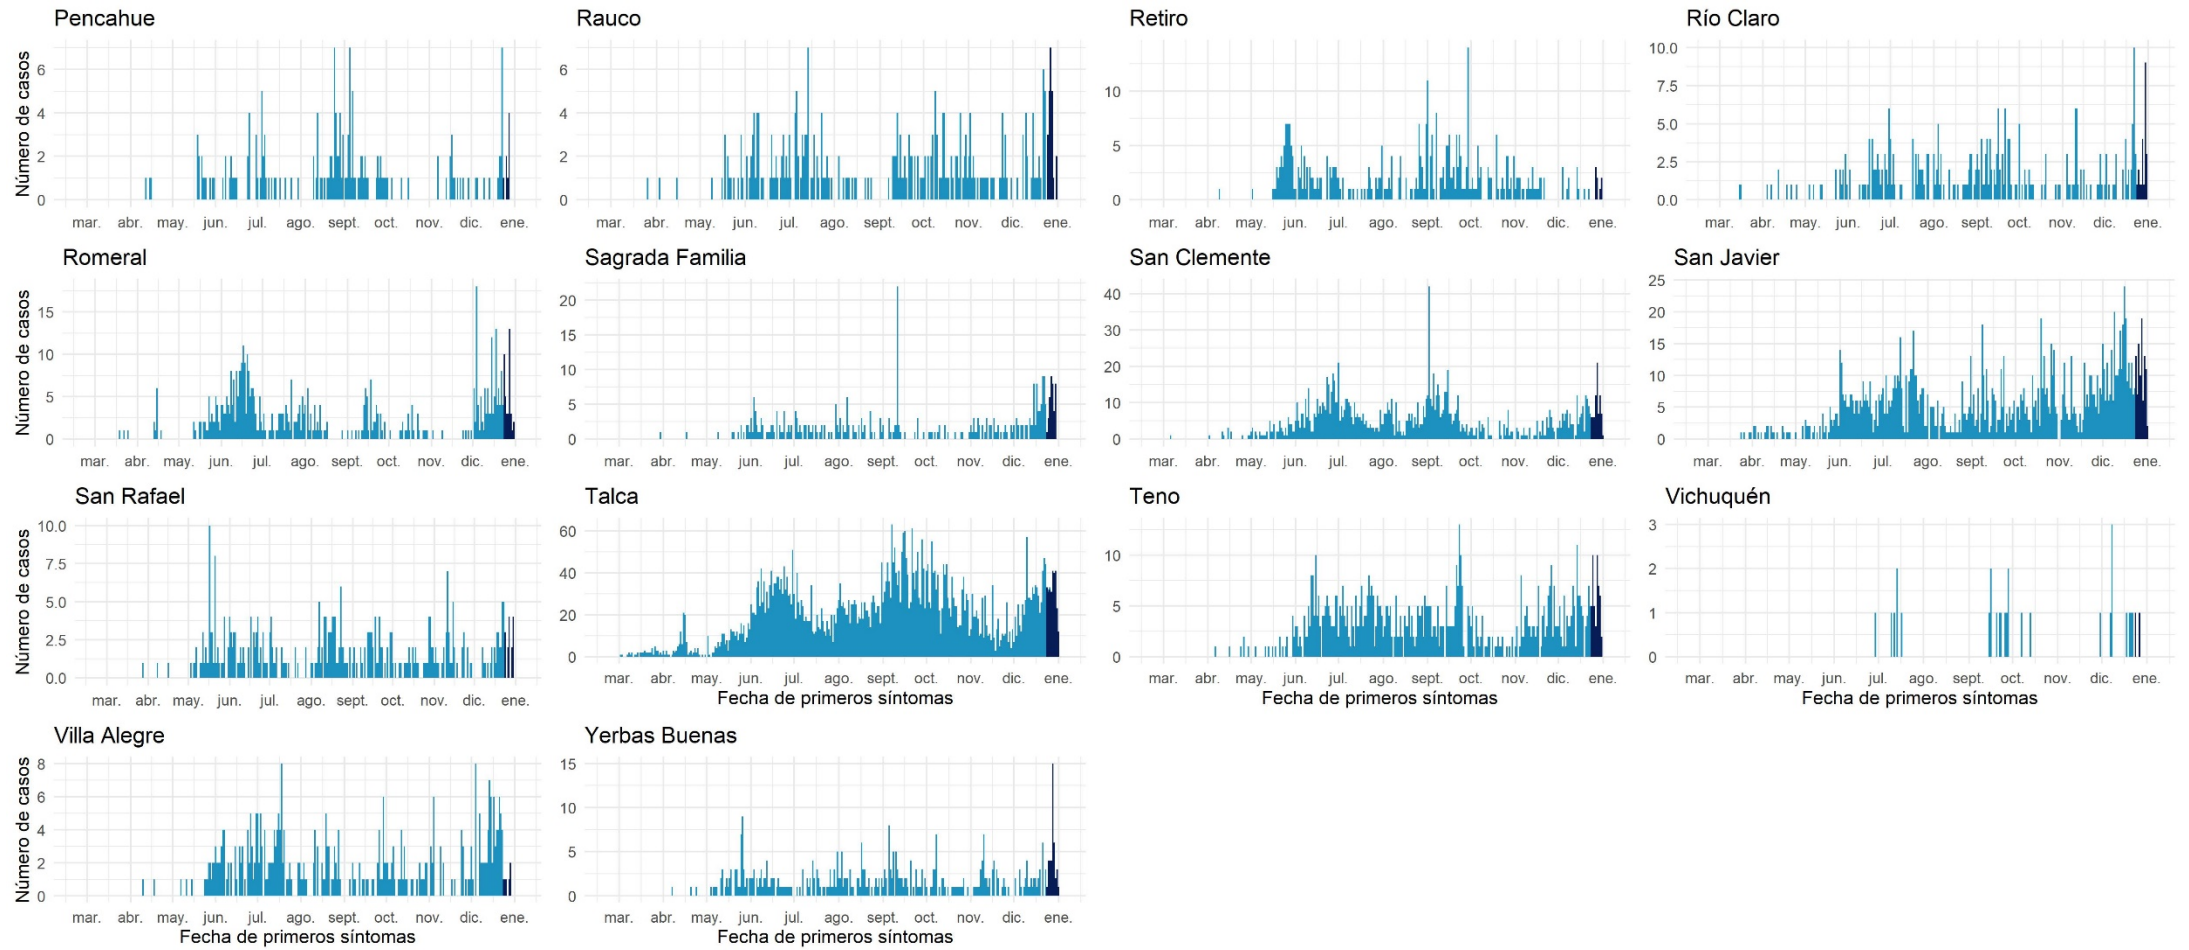 Pencahue
Rauco
Retiro
Río Claro
Número de casos
6
4
2
0
mar. abr. may. jun. jul. ago. sept. oct. nov. dic. ene.
6
4
2
0
mar. abr. may. jun. jul. ago. sept. oct. nov. dic. ene.
10
5
0
mar. abr. may. jun. jul. ago. sept. oct. nov. dic. ene.
10.0
7.5
5.0
2.5
0.0
mar. abr. may. jun. jul. ago. sept. oct. nov. dic. ene.
Romeral
Sagrada Familia
San Clemente
San Javier
Número de casos
15
10
5
0
mar. abr. may. jun. jul. ago. sept. oct. nov. dic. ene.
20
15
10
5
0
mar. abr. may. jun. jul. ago. sept. oct. nov. dic. ene.
40
30
20
10
0
mar. abr. may. jun. jul. ago. sept. oct. nov. dic. ene.
25
20
15
10
5
0
mar. abr. may. jun. jul. ago. sept. oct. nov. dic. ene.
San Rafael
Talca
Teno
Vichuquén
Número de casos
10.0
7.5
5.0
2.5
0.0
mar. abr. may. jun. jul. ago. sept. oct. nov. dic. ene.
60
40
20
0
mar. abr. may. jun. jul. ago. sept. oct. nov. dic. ene.
Fecha de primeros síntomas
10
5
0
mar. abr. may. jun. jul. ago. sept. oct. nov. dic. ene.
Fecha de primeros síntomas
3
2
1
0
mar. abr. may. jun. jul. ago. sept. oct. nov. dic. ene.
Fecha de primeros síntomas
Villa Alegre
Yerbas Buenas
Número de casos
8
6
4
2
0
mar. abr. may. jun. jul. ago. sept. oct. nov. dic. ene.
Fecha de primeros síntomas
15
10
5
0
mar. abr. may. jun. jul. ago. sept. oct. nov. dic. ene.
Fecha de primeros síntomas